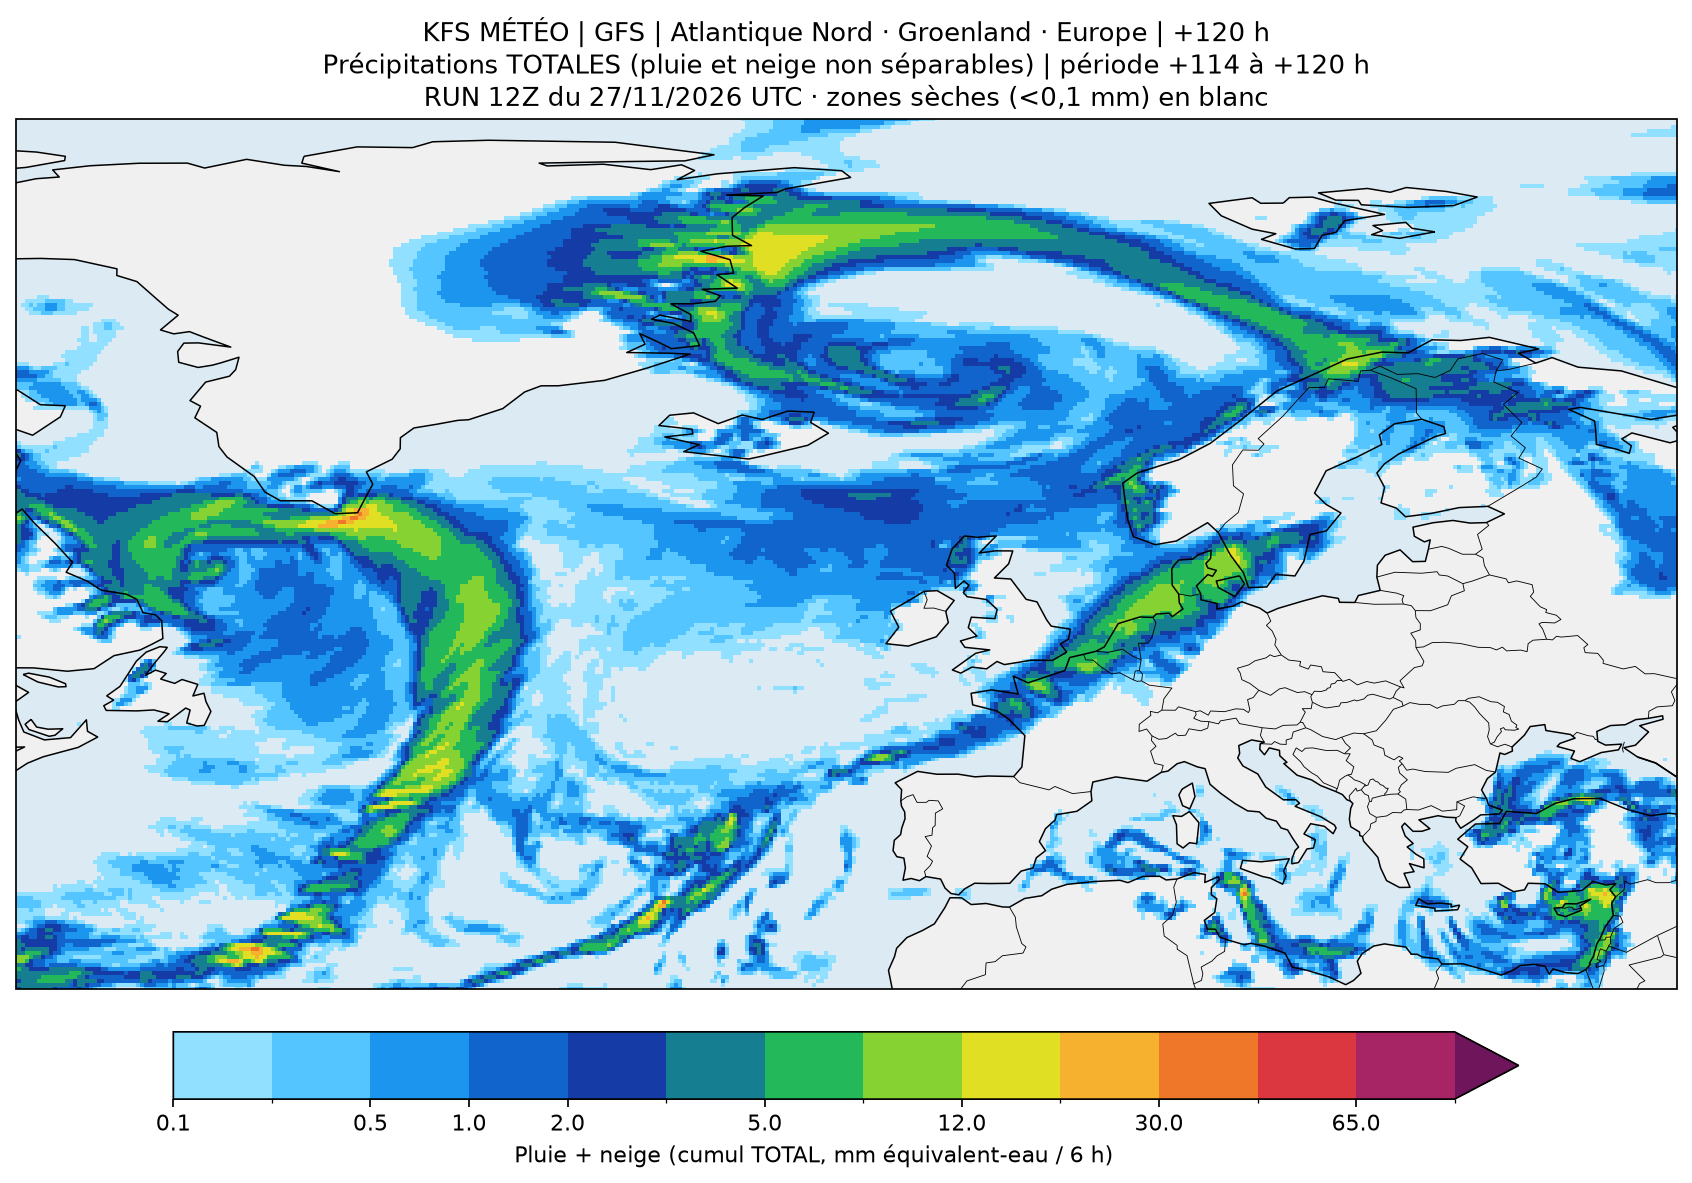 KFS MÉTÉO | GFS | Atlantique Nord · Groenland · Europe | +120 h
Précipitations TOTALES (pluie et neige non séparables) | période +114 à +120 h
RUN 12Z du 27/11/2026 UTC · zones sèches (<0,1 mm) en blanc
0.1 0.5 1.0 2.0 5.0 12.0 30.0 65.0
Pluie + neige (cumul TOTAL, mm équivalent-eau / 6 h)